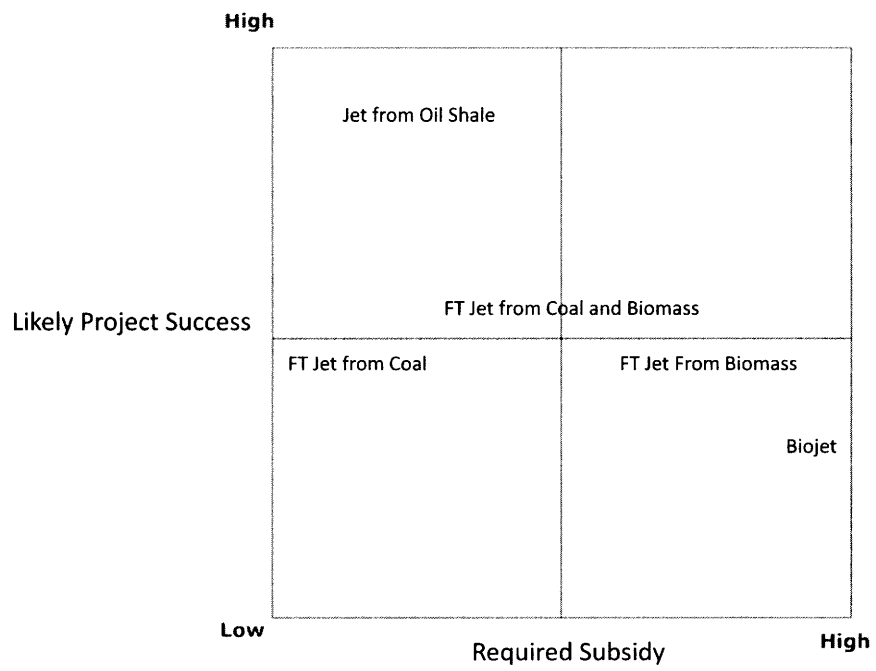 High
Jet from Oil Shale
FT Jet from Coal and Biomass
Likely Project Success
FT Jet from Coal
FT Jet From Biomass
Biojet
Low
High
Required Subsidy